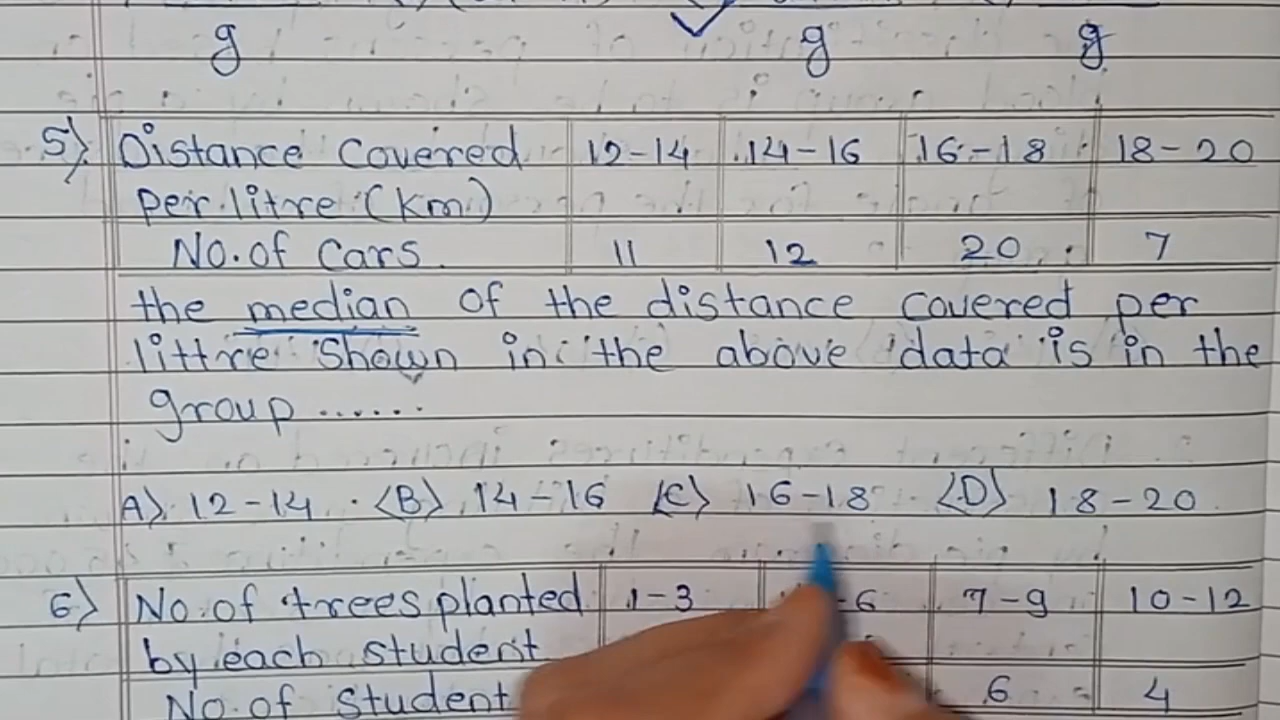 g g g
5) Distance Covered 12-14 14-16 16-18 18-20
per litre (km)
No. of Cars 11 12 20 7
the median of the distance covered per
littre shown in the above data is in the
group ......
A) 12-14 (B) 14-16 (C) 16-18 (D) 18-20
6) No. of trees planted 1-3 -6 7-9 10-12
by each student
No. of student 6 4